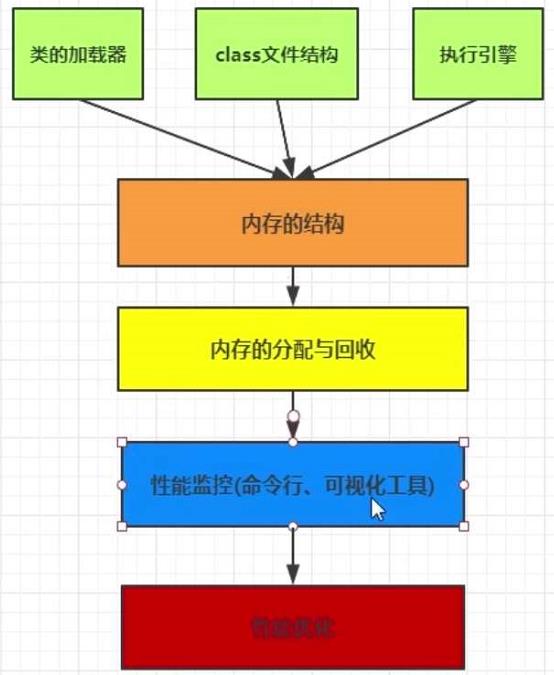 类的加载器
class文件结构
执行引擎
内存的结构
内存的分配与回收
性能监控(命令行、可视化工具)
性能优化